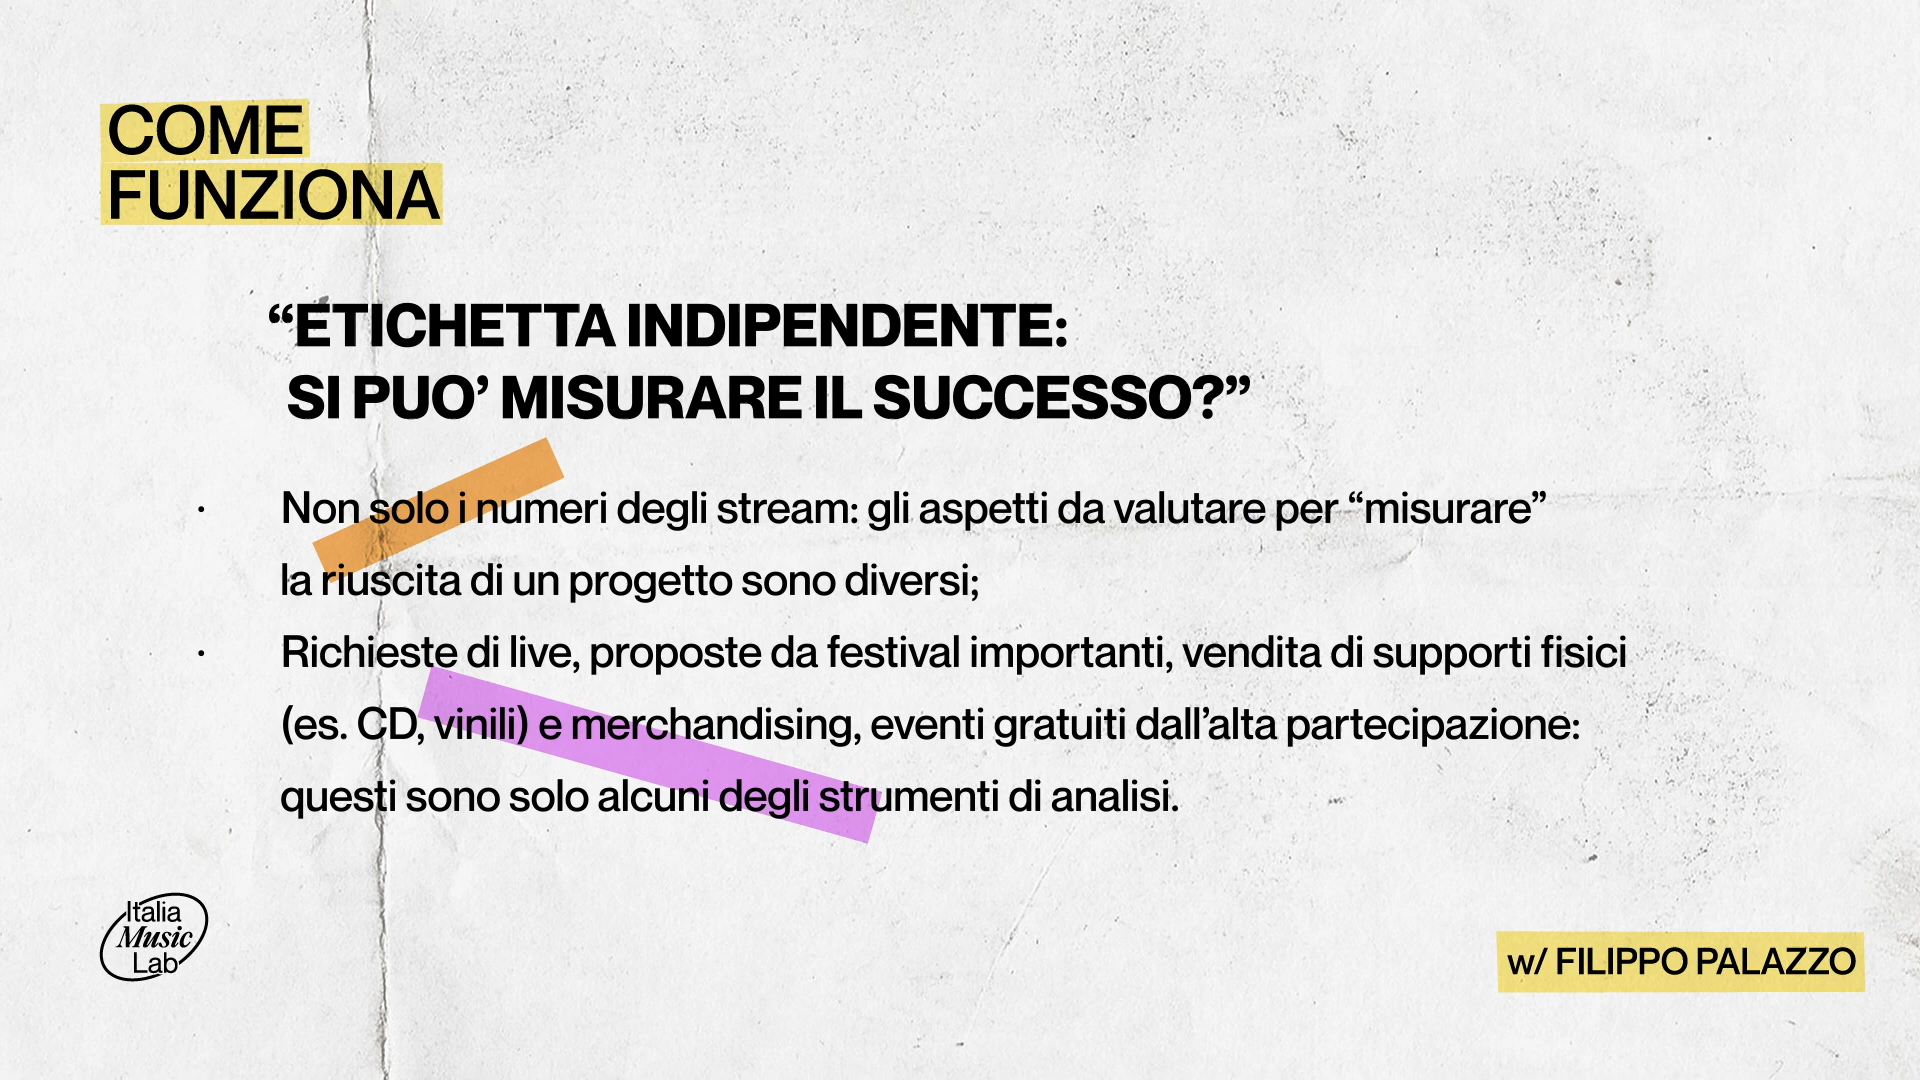 COME
FUNZIONA
“ETICHETTA INDIPENDENTE:
SI PUO’ MISURARE IL SUCCESSO?”
· Non solo i numeri degli stream: gli aspetti da valutare per “misurare”
la riuscita di un progetto sono diversi;
· Richieste di live, proposte da festival importanti, vendita di supporti fisici
(es. CD, vinili) e merchandising, eventi gratuiti dall’alta partecipazione:
questi sono solo alcuni degli strumenti di analisi.
Italia
Music
Lab
w/ FILIPPO PALAZZO